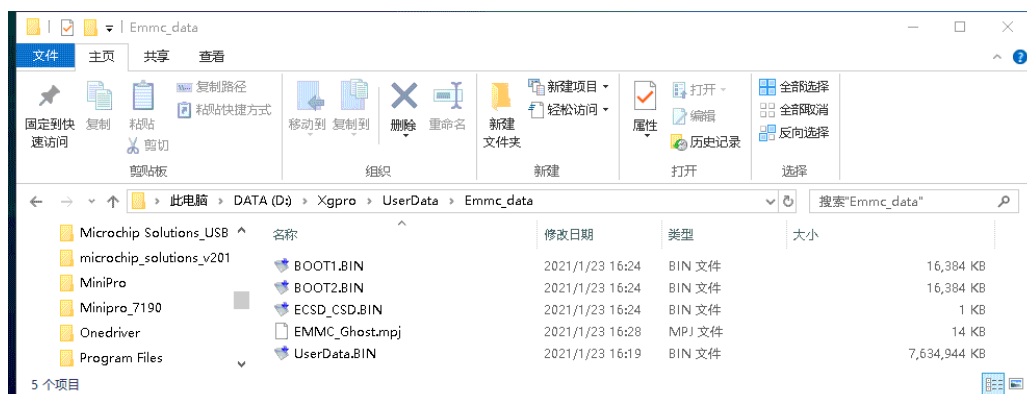 Emmc_data
文件 主页 共享 查看
固定到快速访问 复制 粘贴 复制路径 粘贴快捷方式 剪切
移动到 复制到 删除 重命名
新建文件夹 新建项目 轻松访问
属性 打开 编辑 历史记录
全部选择 全部取消 反向选择
剪贴板 组织 新建 打开 选择
此电脑 > DATA (D:) > Xgpro > UserData > Emmc_data 搜索"Emmc_data"
Microchip Solutions_USB
microchip_solutions_v201
MiniPro
Minipro_7190
Onedriver
Program Files
名称 修改日期 类型 大小
BOOT1.BIN 2021/1/23 16:24 BIN 文件 16,384 KB
BOOT2.BIN 2021/1/23 16:24 BIN 文件 16,384 KB
ECSD_CSD.BIN 2021/1/23 16:24 BIN 文件 1 KB
EMMC_Ghost.mpj 2021/1/23 16:28 MPJ 文件 14 KB
UserData.BIN 2021/1/23 16:19 BIN 文件 7,634,944 KB
5 个项目